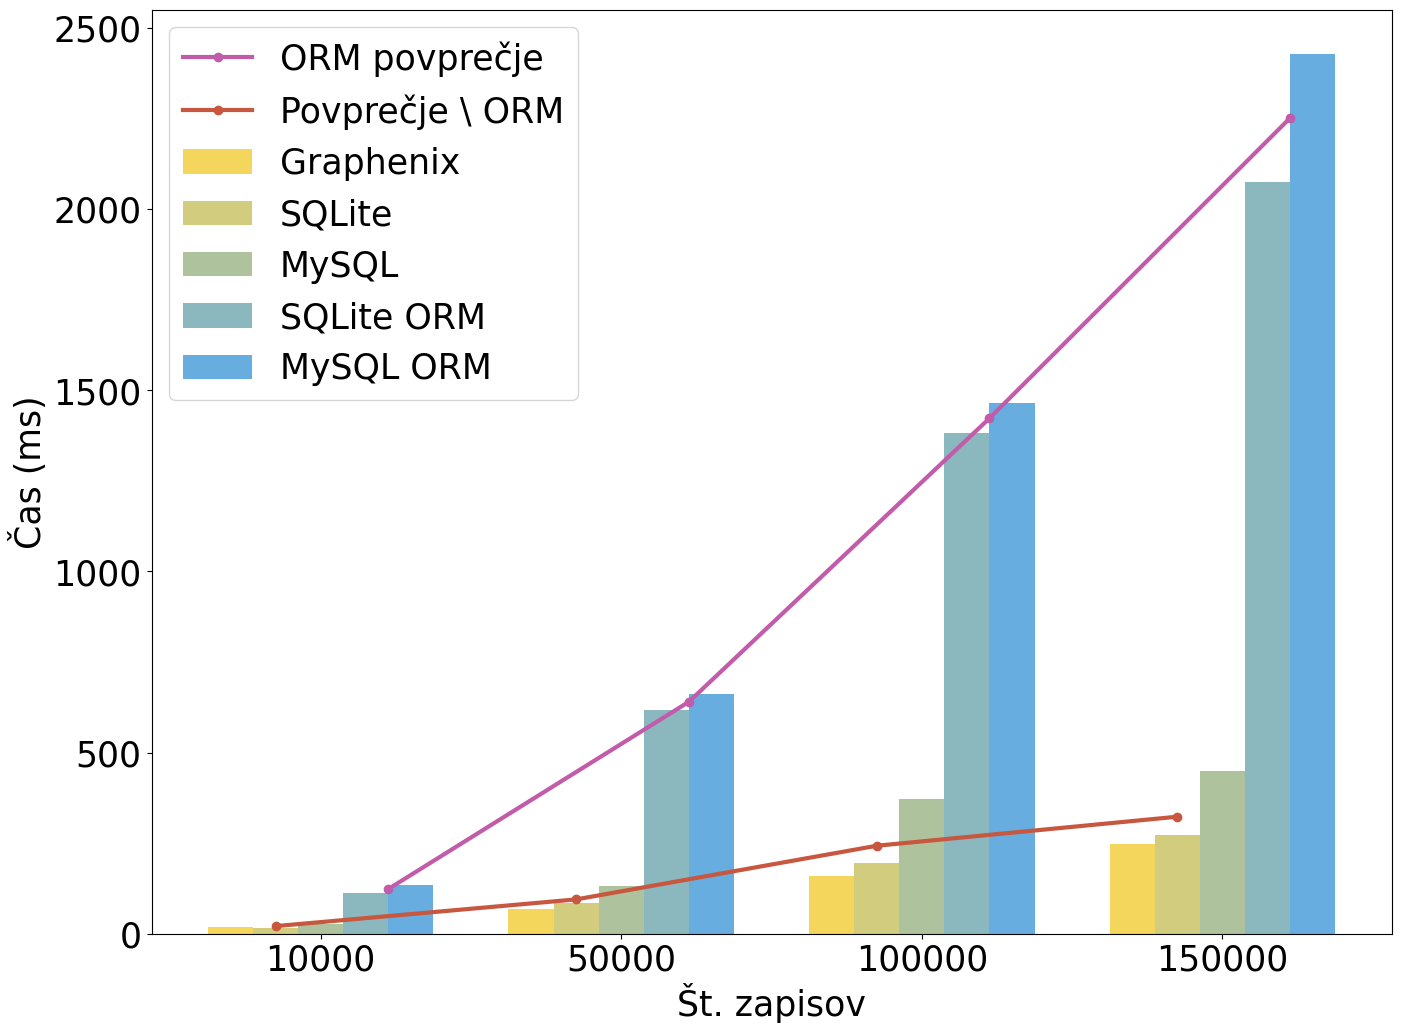 2500
2000
1500
1000
500
0
Čas (ms)
ORM povprečje
Povprečje \ ORM
Graphenix
SQLite
MySQL
SQLite ORM
MySQL ORM
10000 50000 100000 150000
Št. zapisov